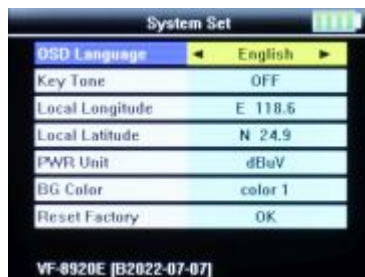 System Set
OSD Language ◄ English ►
Key Tone OFF
Local Longitude E 118.6
Local Latitude N 24.9
PWR Unit dBuV
BG Color color 1
Reset Factory OK
VF-8920E [B2022-07-07]